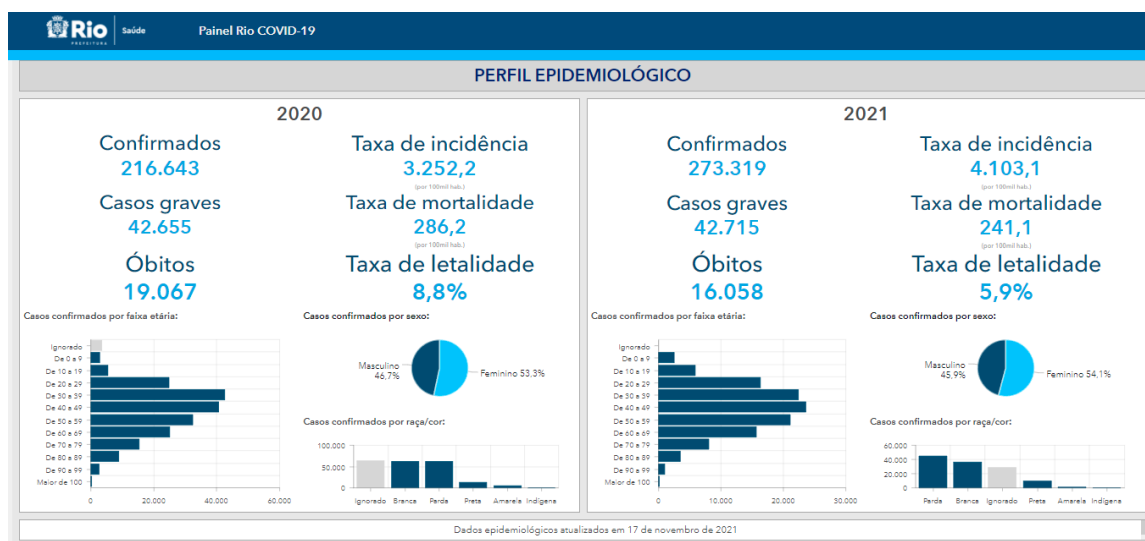 Rio
PREFEITURA
Saúde
Painel Rio COVID-19
PERFIL EPIDEMIOLÓGICO
2020
Confirmados
216.643
Taxa de incidência
3.252,2
(por 100mil hab.)
Casos graves
42.655
Taxa de mortalidade
286,2
(por 100mil hab.)
Óbitos
19.067
Taxa de letalidade
8,8%
Casos confirmados por faixa etária:
Ignorado
De 0 a 9
De 10 a 19
De 20 a 29
De 30 a 39
De 40 a 49
De 50 a 59
De 60 a 69
De 70 a 79
De 80 a 89
De 90 a 99
Maior de 100
0
20.000
40.000
60.000
Casos confirmados por sexo:
Masculino
46,7%
Feminino 53,3%
Casos confirmados por raça/cor:
100.000
50.000
0
Ignorado
Branca
Parda
Preta
Amarela
Indígena
2021
Confirmados
273.319
Taxa de incidência
4.103,1
(por 100mil hab.)
Casos graves
42.715
Taxa de mortalidade
241,1
(por 100mil hab.)
Óbitos
16.058
Taxa de letalidade
5,9%
Casos confirmados por faixa etária:
Ignorado
De 0 a 9
De 10 a 19
De 20 a 29
De 30 a 39
De 40 a 49
De 50 a 59
De 60 a 69
De 70 a 79
De 80 a 89
De 90 a 99
Maior de 100
0
10.000
20.000
30.000
Casos confirmados por sexo:
Masculino
45,9%
Feminino 54,1%
Casos confirmados por raça/cor:
60.000
40.000
20.000
0
Parda
Branca
Ignorado
Preta
Amarela
Indígena
Dados epidemiológicos atualizados em 17 de novembro de 2021